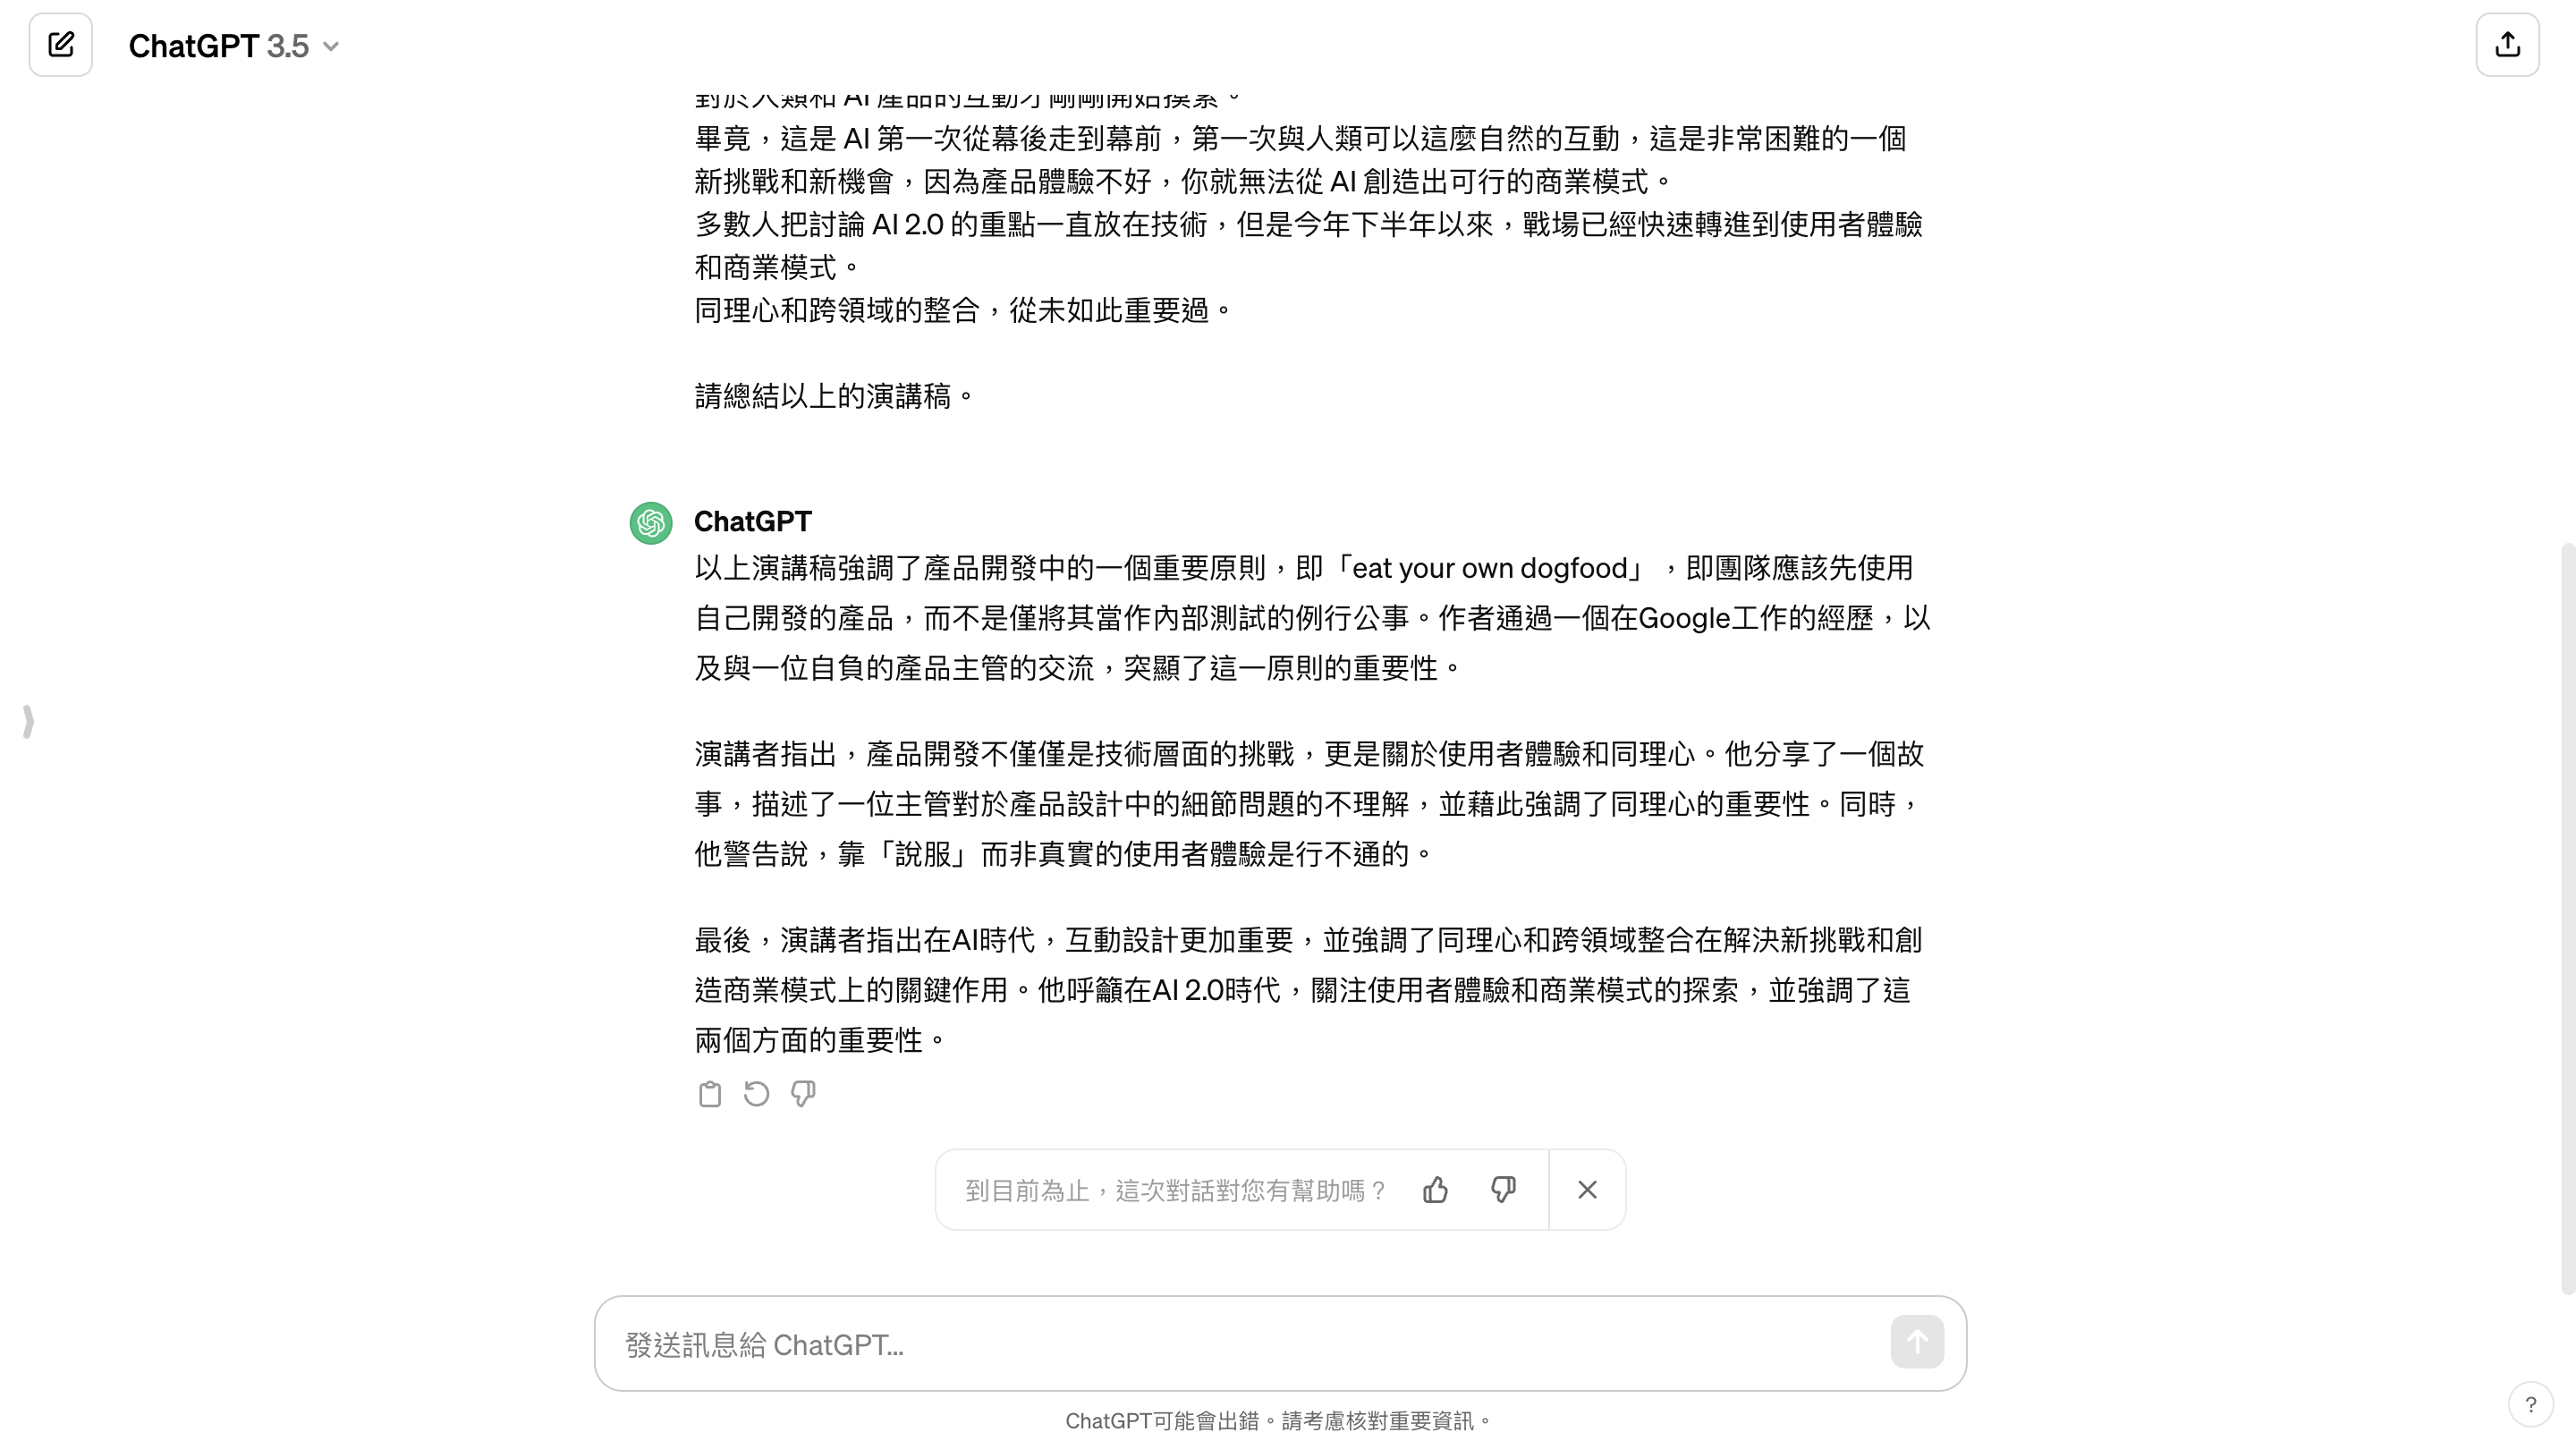 ChatGPT 3.5
對於人類和 AI 產品的互動才剛剛開始摸索。
畢竟，這是 AI 第一次從幕後走到幕前，第一次與人類可以這麼自然的互動，這是非常困難的一個
新挑戰和新機會，因為產品體驗不好，你就無法從 AI 創造出可行的商業模式。
多數人把討論 AI 2.0 的重點一直放在技術，但是今年下半年以來，戰場已經快速轉進到使用者體驗
和商業模式。
同理心和跨領域的整合，從未如此重要過。
請總結以上的演講稿。
ChatGPT
以上演講稿強調了產品開發中的一個重要原則，即「eat your own dogfood」，即團隊應該先使用
自己開發的產品，而不是僅將其當作內部測試的例行公事。作者通過一個在Google工作的經歷，以
及與一位自負的產品主管的交流，突顯了這一原則的重要性。
演講者指出，產品開發不僅僅是技術層面的挑戰，更是關於使用者體驗和同理心。他分享了一個故
事，描述了一位主管對於產品設計中的細節問題的不理解，並藉此強調了同理心的重要性。同時，
他警告說，靠「說服」而非真實的使用者體驗是行不通的。
最後，演講者指出在AI時代，互動設計更加重要，並強調了同理心和跨領域整合在解決新挑戰和創
造商業模式上的關鍵作用。他呼籲在AI 2.0時代，關注使用者體驗和商業模式的探索，並強調了這
兩個方面的重要性。
到目前為止，這次對話對您有幫助嗎？
發送訊息給 ChatGPT...
ChatGPT可能會出錯。請考慮核對重要資訊。
?